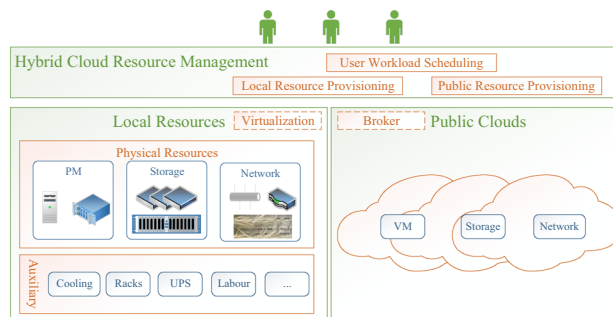 Hybrid Cloud Resource Management
User Workload Scheduling
Local Resource Provisioning
Public Resource Provisioning
Local Resources
Virtualization
Broker
Public Clouds
Physical Resources
PM
Storage
Network
VM
Storage
Network
Auxiliary
Cooling
Racks
UPS
Labour
...